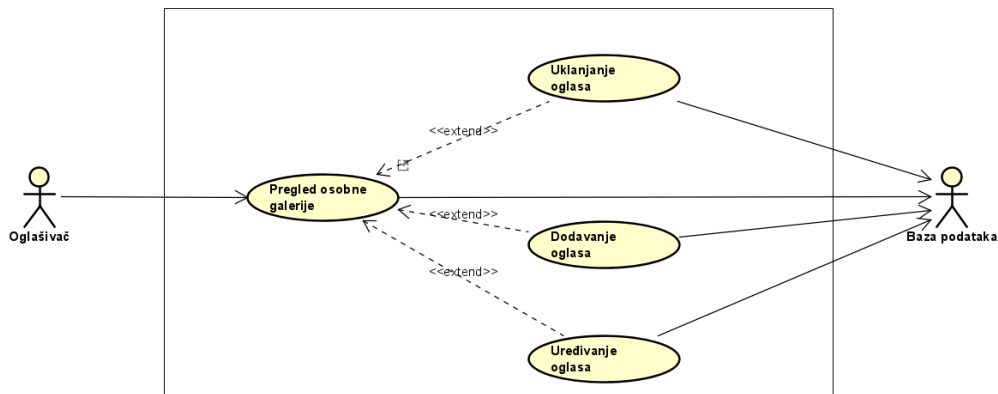 Uklanjanje
oglasa
<<extend>>
Oglašivač
Pregled osobne
galerije
Baza podataka
<<extend>>
Dodavanje
oglasa
<<extend>>
Uređivanje
oglasa